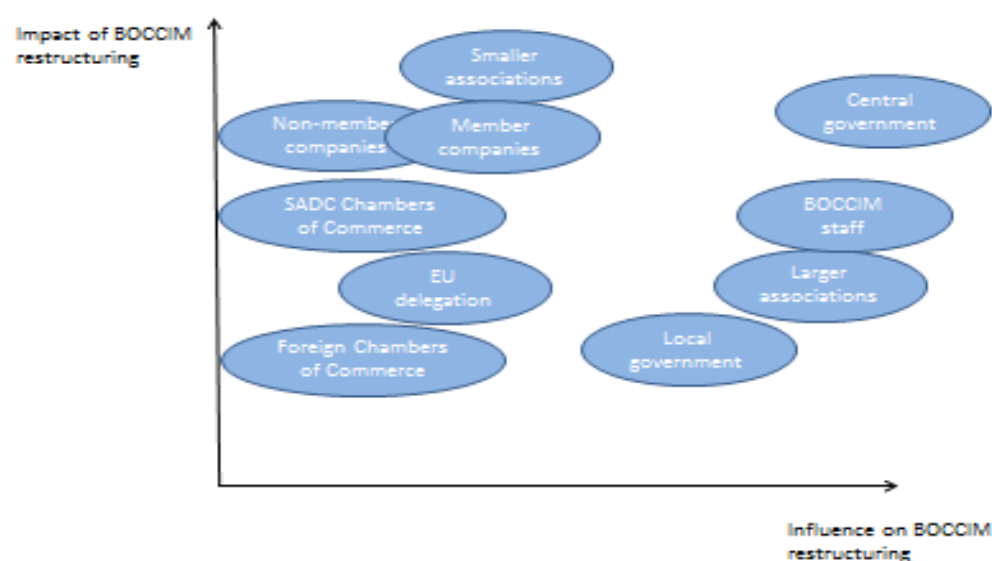 Impact of BOCCIM
restructuring
Smaller
associations
Central
government
Non-member
companies
Member
companies
SADC Chambers
of Commerce
BOCCIM
staff
EU
delegation
Larger
associations
Foreign Chambers
of Commerce
Local
government
Influence on BOCCIM
restructuring